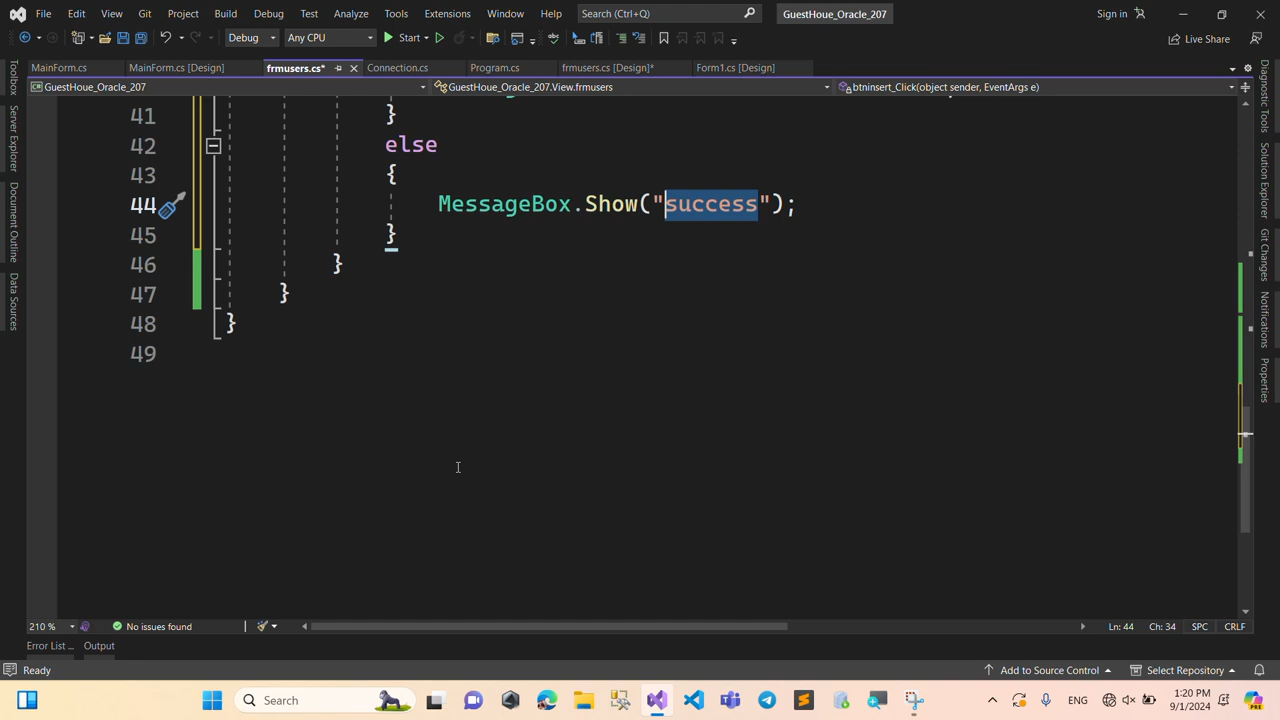 File Edit View Git Project Build Debug Test Analyze Tools Extensions Window Help Search (Ctrl+Q) GuestHoue_Oracle_207 Sign in
Debug Any CPU Start Live Share
MainForm.cs MainForm.cs [Design] frmusers.cs* Connection.cs Program.cs frmusers.cs [Design]* Form1.cs [Design]
GuestHoue_Oracle_207 GuestHoue_Oracle_207.View.frmusers btninsert_Click(object sender, EventArgs e)
Toolbox
Server Explorer
Document Outline
Data Sources
41 }
42 else
43 {
44 MessageBox.Show("success");
45 }
46 }
47 }
48 }
49
Diagnostic Tools
Solution Explorer
Git Changes
Notifications
Properties
210 % No issues found Ln: 44 Ch: 34 SPC CRLF
Error List ... Output
Ready Add to Source Control Select Repository
Search ENG 1:20 PM
9/1/2024
PRE